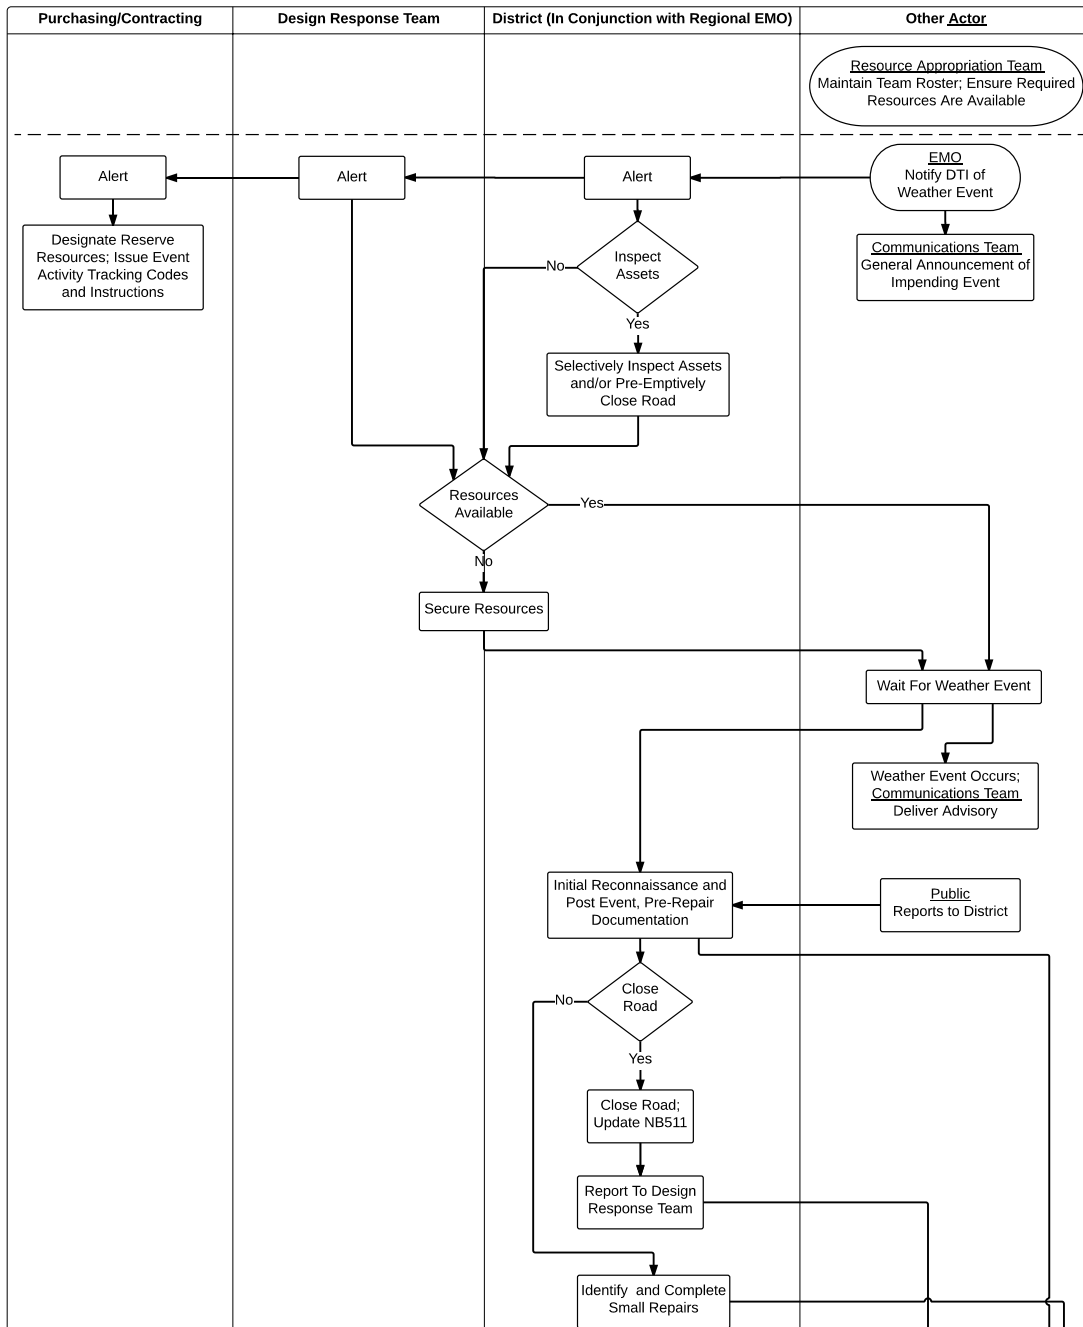 Purchasing/Contracting
Design Response Team
District (In Conjunction with Regional EMO)
Other Actor
Resource Appropriation Team
Maintain Team Roster; Ensure Required
Resources Are Available
Alert
Alert
Alert
EMO
Notify DTI of
Weather Event
Designate Reserve
Resources; Issue Event
Activity Tracking Codes
and Instructions
Inspect
Assets
No
Yes
Communications Team
General Announcement of
Impending Event
Selectively Inspect Assets
and/or Pre-Emptively
Close Road
Resources
Available
Yes
No
Secure Resources
Wait For Weather Event
Weather Event Occurs;
Communications Team
Deliver Advisory
Initial Reconnaissance and
Post Event, Pre-Repair
Documentation
Public
Reports to District
Close
Road
No
Yes
Close Road;
Update NB511
Report To Design
Response Team
Identify  and Complete
Small Repairs